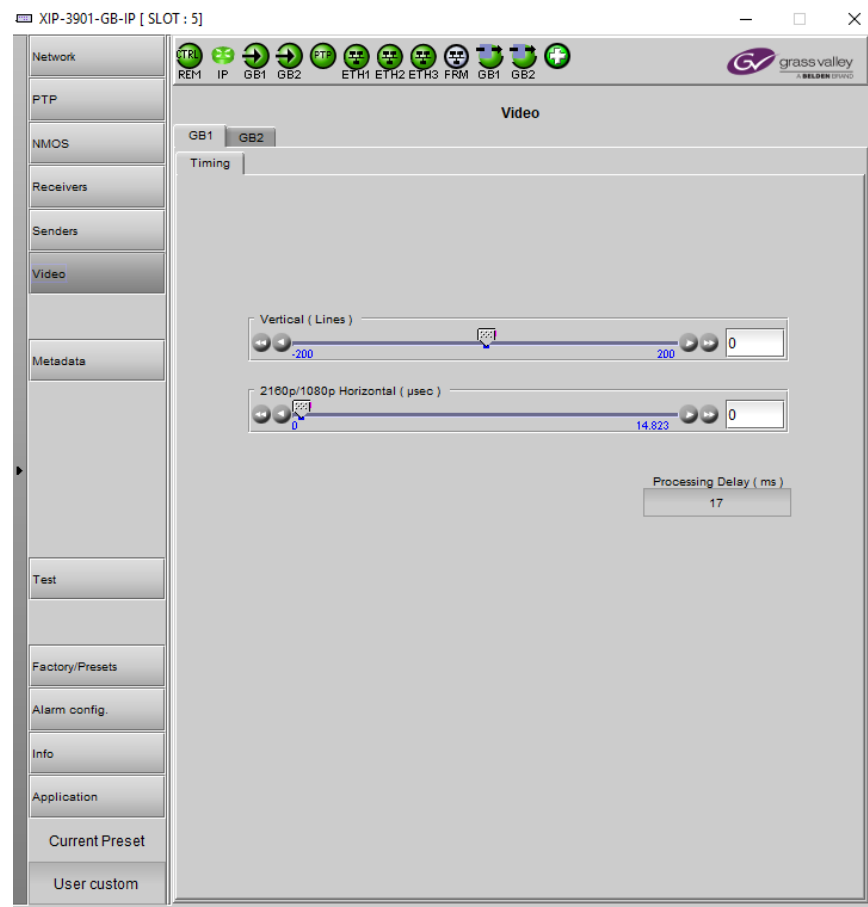 XIP-3901-GB-IP [ SLOT : 5]
Network
PTP
NMOS
Receivers
Senders
Video
Metadata
Test
Factory/Presets
Alarm config.
Info
Application
Current Preset
User custom
CTRL PTP
REM IP GB1 GB2 ETH1 ETH2 ETH3 FRM GB1 GB2
GV grass valley
A BELDEN BRAND
Video
GB1 GB2
Timing
Vertical ( Lines )
-200 200 0
2160p/1080p Horizontal ( µsec )
0 14.823 0
Processing Delay ( ms )
17